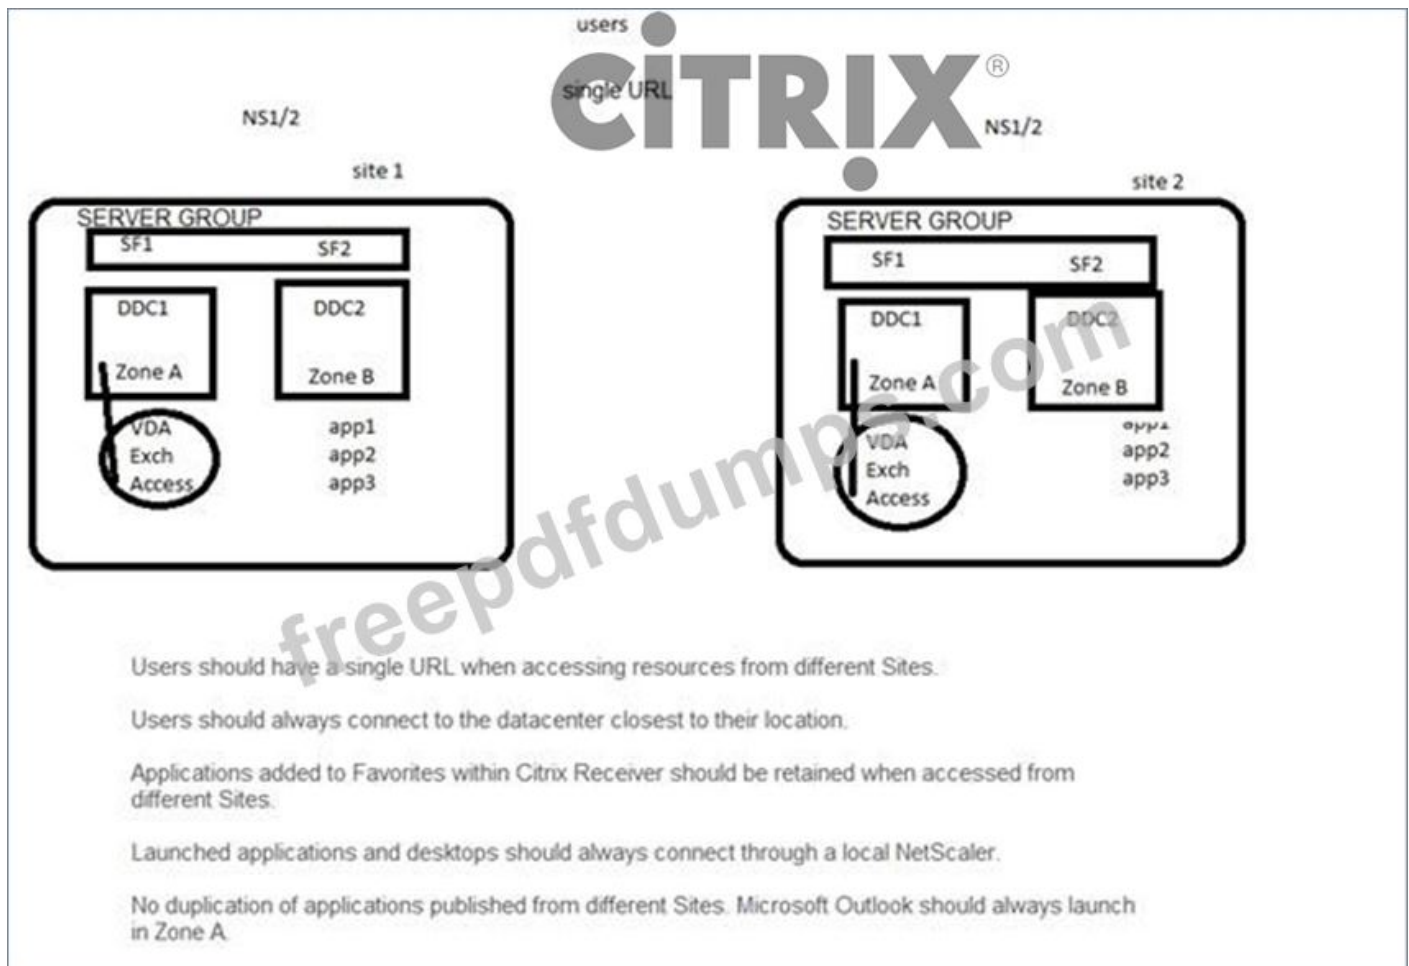 users
CİTRIX®
single URL
NS1/2
NS1/2
site 1
site 2
SERVER GROUP
SF1 SF2
DDC1 DDC2
Zone A Zone B
VDA app1
Exch app2
Access app3
SERVER GROUP
SF1 SF2
DDC1 DDC2
Zone A Zone B
VDA app1
Exch app2
Access app3
freepdfdumps.com
Users should have a single URL when accessing resources from different Sites.
Users should always connect to the datacenter closest to their location.
Applications added to Favorites within Citrix Receiver should be retained when accessed from
different Sites.
Launched applications and desktops should always connect through a local NetScaler.
No duplication of applications published from different Sites. Microsoft Outlook should always launch
in Zone A.